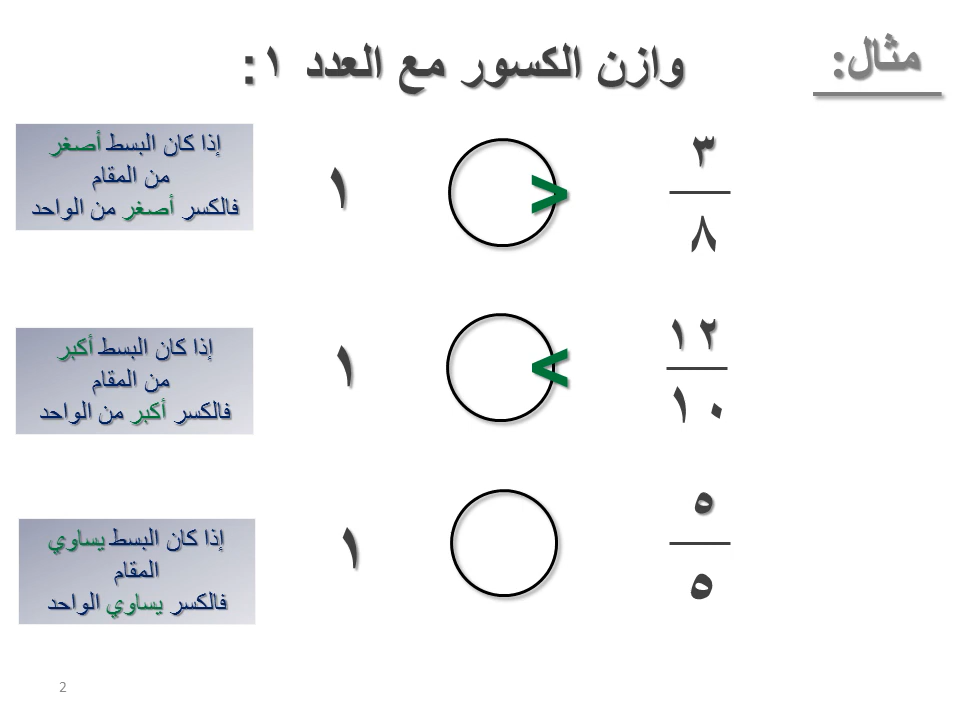 مثال:
وازن الكسور مع العدد ١:
٣
٨
>
١
إذا كان البسط أصغر
من المقام
فالكسر أصغر من الواحد
١٢
١٠
<
١
إذا كان البسط أكبر
من المقام
فالكسر أكبر من الواحد
٥
٥
١
إذا كان البسط يساوي
المقام
فالكسر يساوي الواحد
2